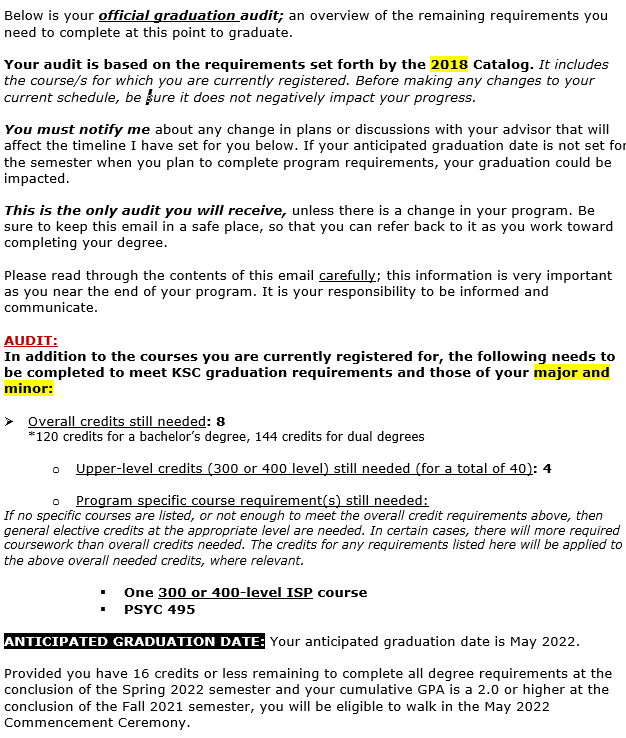 Below is your official graduation audit; an overview of the remaining requirements you
need to complete at this point to graduate.
Your audit is based on the requirements set forth by the 2018 Catalog. It includes
the course/s for which you are currently registered. Before making any changes to your
current schedule, be sure it does not negatively impact your progress.
You must notify me about any change in plans or discussions with your advisor that will
affect the timeline I have set for you below. If your anticipated graduation date is not set for
the semester when you plan to complete program requirements, your graduation could be
impacted.
This is the only audit you will receive, unless there is a change in your program. Be
sure to keep this email in a safe place, so that you can refer back to it as you work toward
completing your degree.
Please read through the contents of this email carefully; this information is very important
as you near the end of your program. It is your responsibility to be informed and
communicate.
AUDIT:
In addition to the courses you are currently registered for, the following needs to
be completed to meet KSC graduation requirements and those of your major and
minor:
➤ Overall credits still needed: 8
*120 credits for a bachelor's degree, 144 credits for dual degrees
o Upper-level credits (300 or 400 level) still needed (for a total of 40): 4
o Program specific course requirement(s) still needed:
If no specific courses are listed, or not enough to meet the overall credit requirements above, then
general elective credits at the appropriate level are needed. In certain cases, there will more required
coursework than overall credits needed. The credits for any requirements listed here will be applied to
the above overall needed credits, where relevant.
▪ One 300 or 400-level ISP course
▪ PSYC 495
ANTICIPATED GRADUATION DATE: Your anticipated graduation date is May 2022.
Provided you have 16 credits or less remaining to complete all degree requirements at the
conclusion of the Spring 2022 semester and your cumulative GPA is a 2.0 or higher at the
conclusion of the Fall 2021 semester, you will be eligible to walk in the May 2022
Commencement Ceremony.